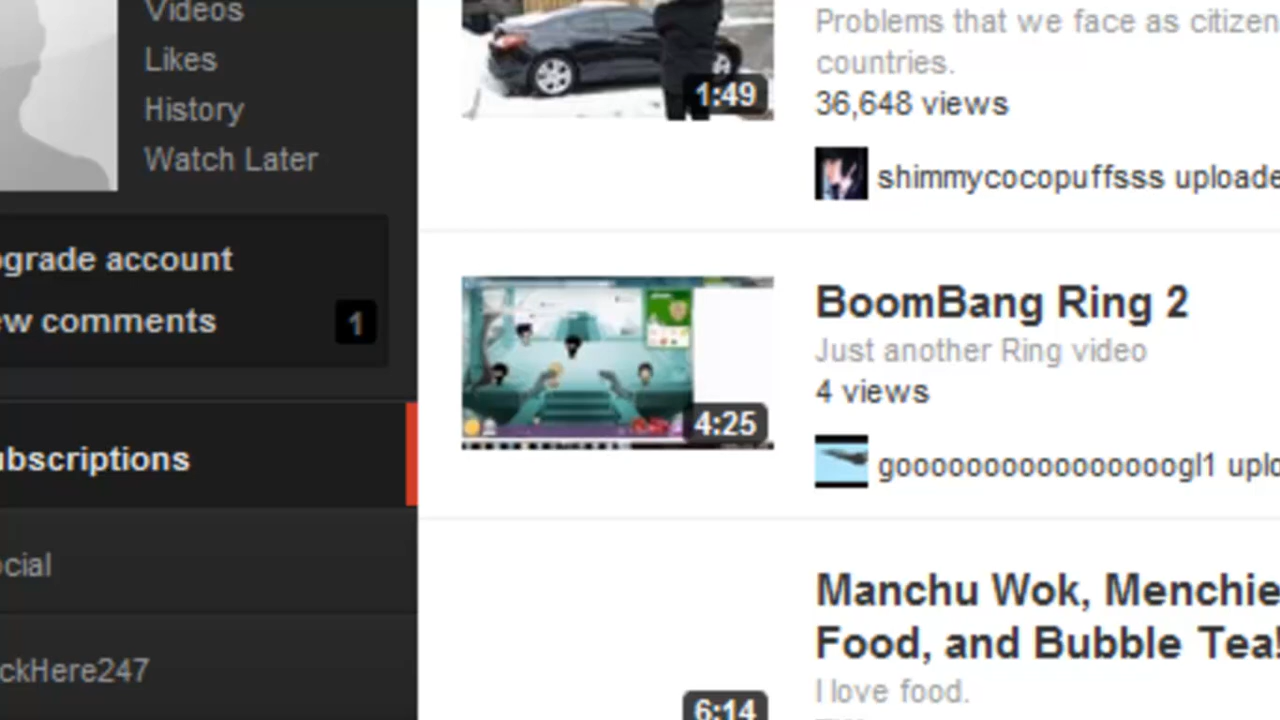 Videos
Likes
History
Watch Later
grade account
ew comments
1
ubscriptions
ocial
ckHere247
1:49
Problems that we face as citizen
countries.
36,648 views
shimmycocopuffsss uploade
4:25
BoomBang Ring 2
Just another Ring video
4 views
goooooooooooooooogl1 uplo
6:14
Manchu Wok, Menchie
Food, and Bubble Tea!
I love food.